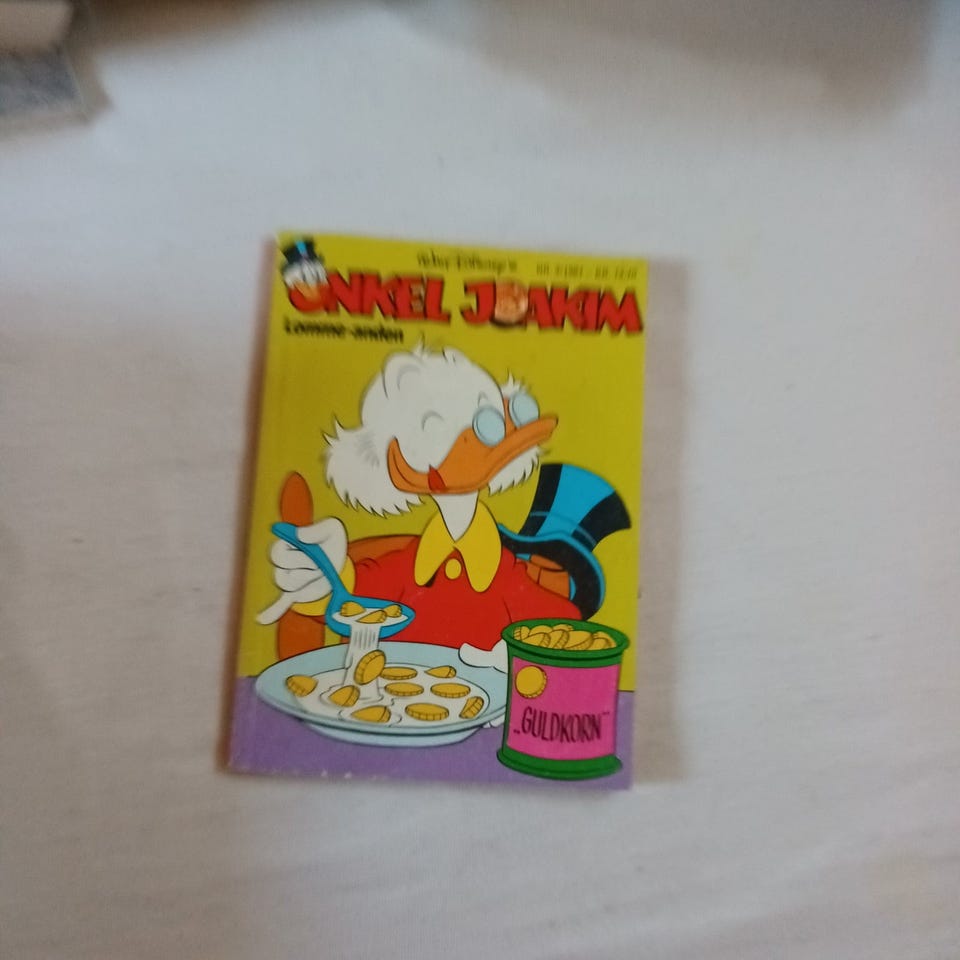 Walt Disney's
ONKEL JOAKIM
Lomme-anden
„GULDKORN"